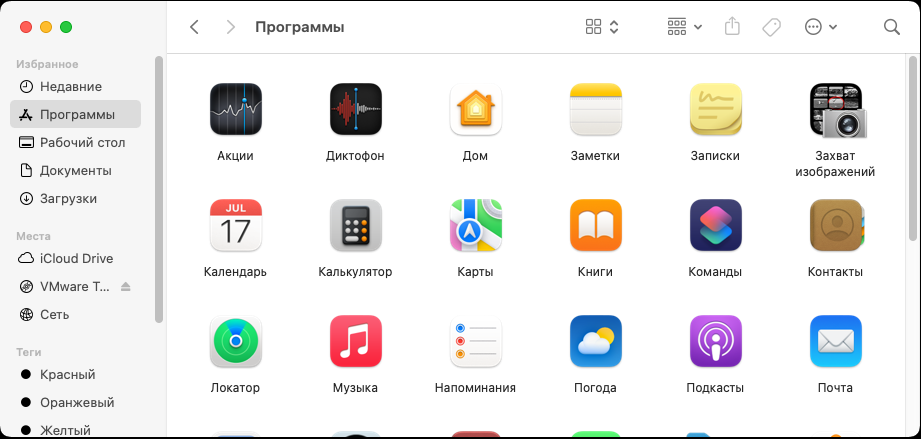 Программы
Избранное
Недавние
Программы
Рабочий стол
Документы
Загрузки
Места
iCloud Drive
VMware T...
Сеть
Теги
Красный
Оранжевый
Желтый
Акции
Диктофон
Дом
Заметки
Записки
Захват
изображений
JUL
17
Календарь
Калькулятор
Карты
Книги
Команды
Контакты
Локатор
Музыка
Напоминания
Погода
Подкасты
Почта